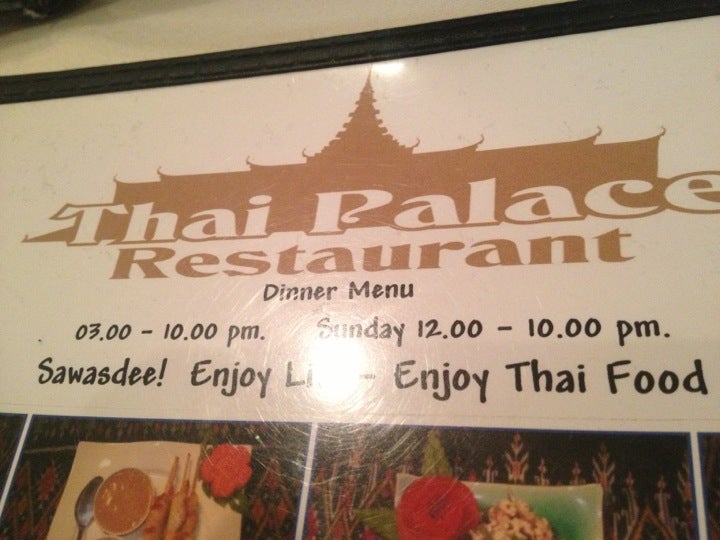 Thai Palace
Restaurant
Dinner Menu
03.00 - 10.00 pm. Sunday 12.00 - 10.00 pm.
Sawasdee! Enjoy - Enjoy Thai Food